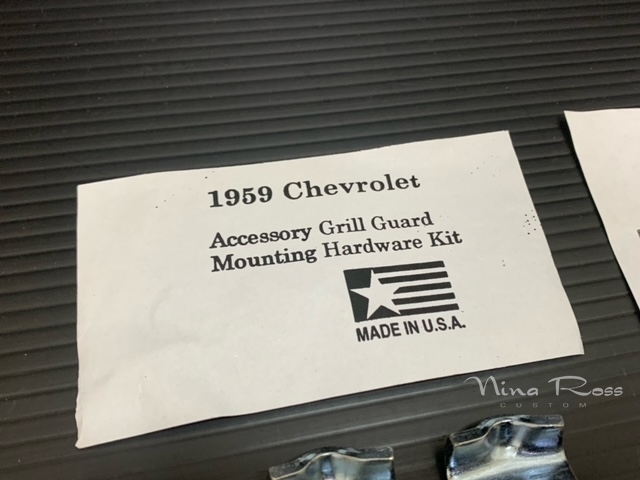 1959 Chevrolet
Accessory Grill Guard
Mounting Hardware Kit
MADE IN U.S.A.
Nina Ross
CUSTOM